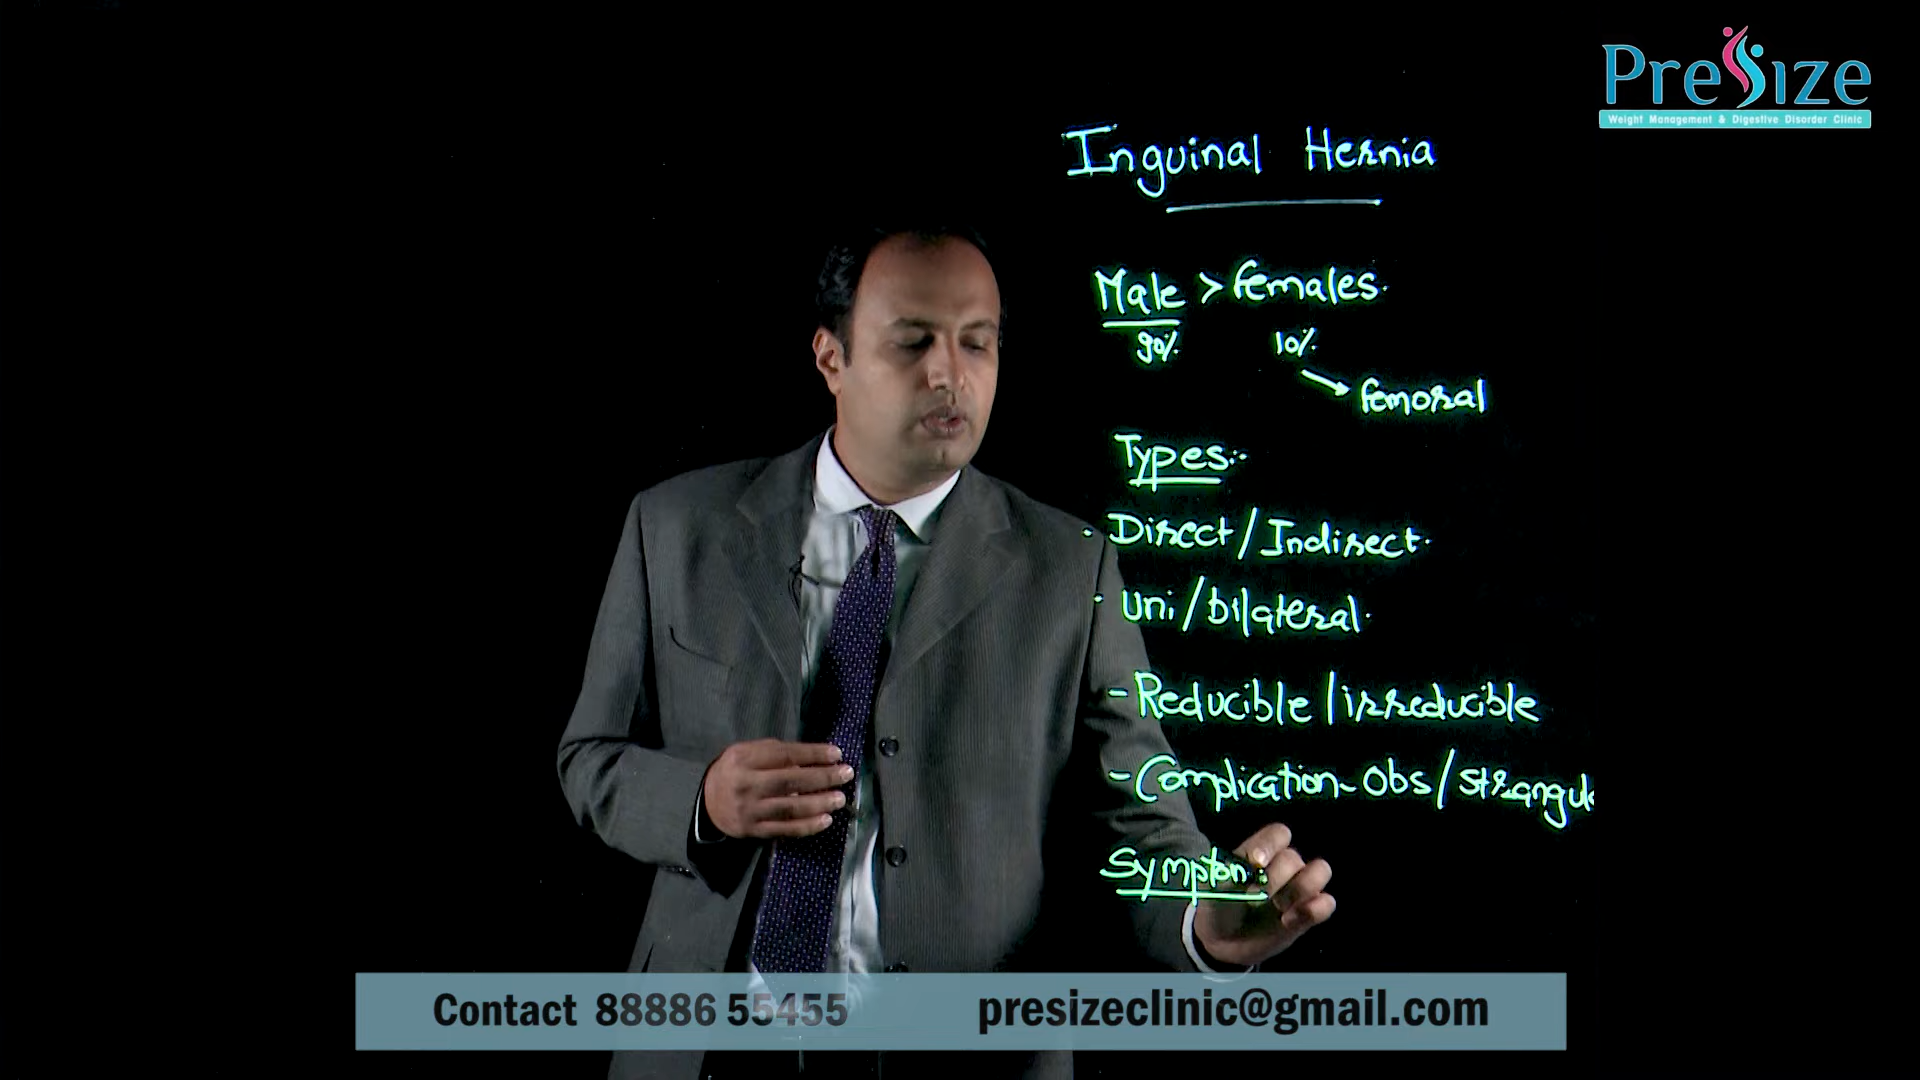 PreSize
Weight Management & Digestive Disorder Clinic
Inguinal Hernia
Male > females.
90% 10%
femoral
Types:-
. Direct/Indirect.
. uni/bilateral.
- Reducible/irreducible
- Complication- Obs/strangul
Sympton:
Contact 88886 55455 presizeclinic@gmail.com